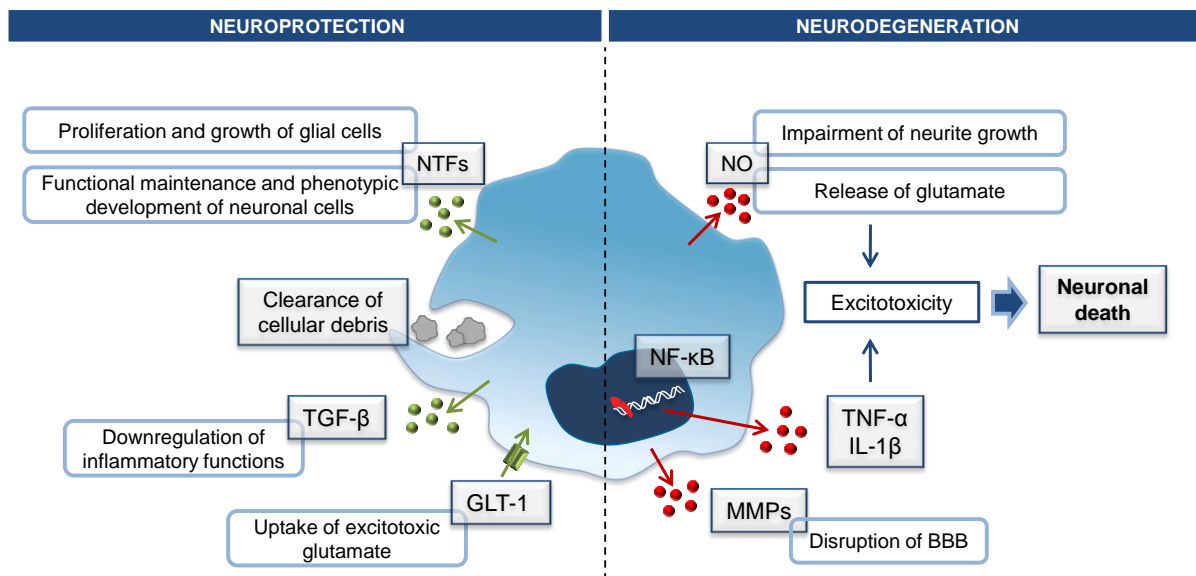 NEUROPROTECTION
NEURODEGENERATION
Proliferation and growth of glial cells
NTFs
Functional maintenance and phenotypic
development of neuronal cells
Clearance of
cellular debris
TGF-β
Downregulation of
inflammatory functions
GLT-1
Uptake of excitotoxic
glutamate
Impairment of neurite growth
NO
Release of glutamate
Excitotoxicity
Neuronal
death
NF-κB
TNF-α
IL-1β
MMPs
Disruption of BBB